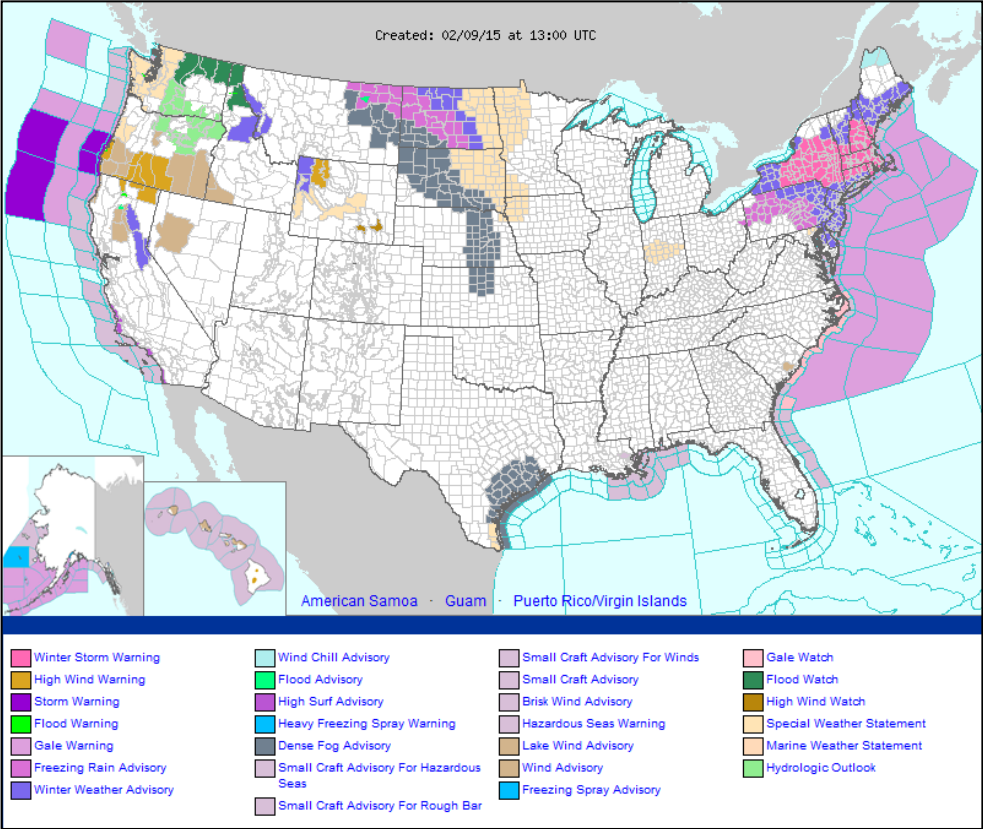 Created: 02/09/15 at 13:00 UTC
American Samoa · Guam · Puerto Rico/Virgin Islands
Winter Storm Warning
High Wind Warning
Storm Warning
Flood Warning
Gale Warning
Freezing Rain Advisory
Winter Weather Advisory
Wind Chill Advisory
Flood Advisory
High Surf Advisory
Heavy Freezing Spray Warning
Dense Fog Advisory
Small Craft Advisory For Hazardous
Seas
Small Craft Advisory For Rough Bar
Small Craft Advisory For Winds
Small Craft Advisory
Brisk Wind Advisory
Hazardous Seas Warning
Lake Wind Advisory
Wind Advisory
Freezing Spray Advisory
Gale Watch
Flood Watch
High Wind Watch
Special Weather Statement
Marine Weather Statement
Hydrologic Outlook